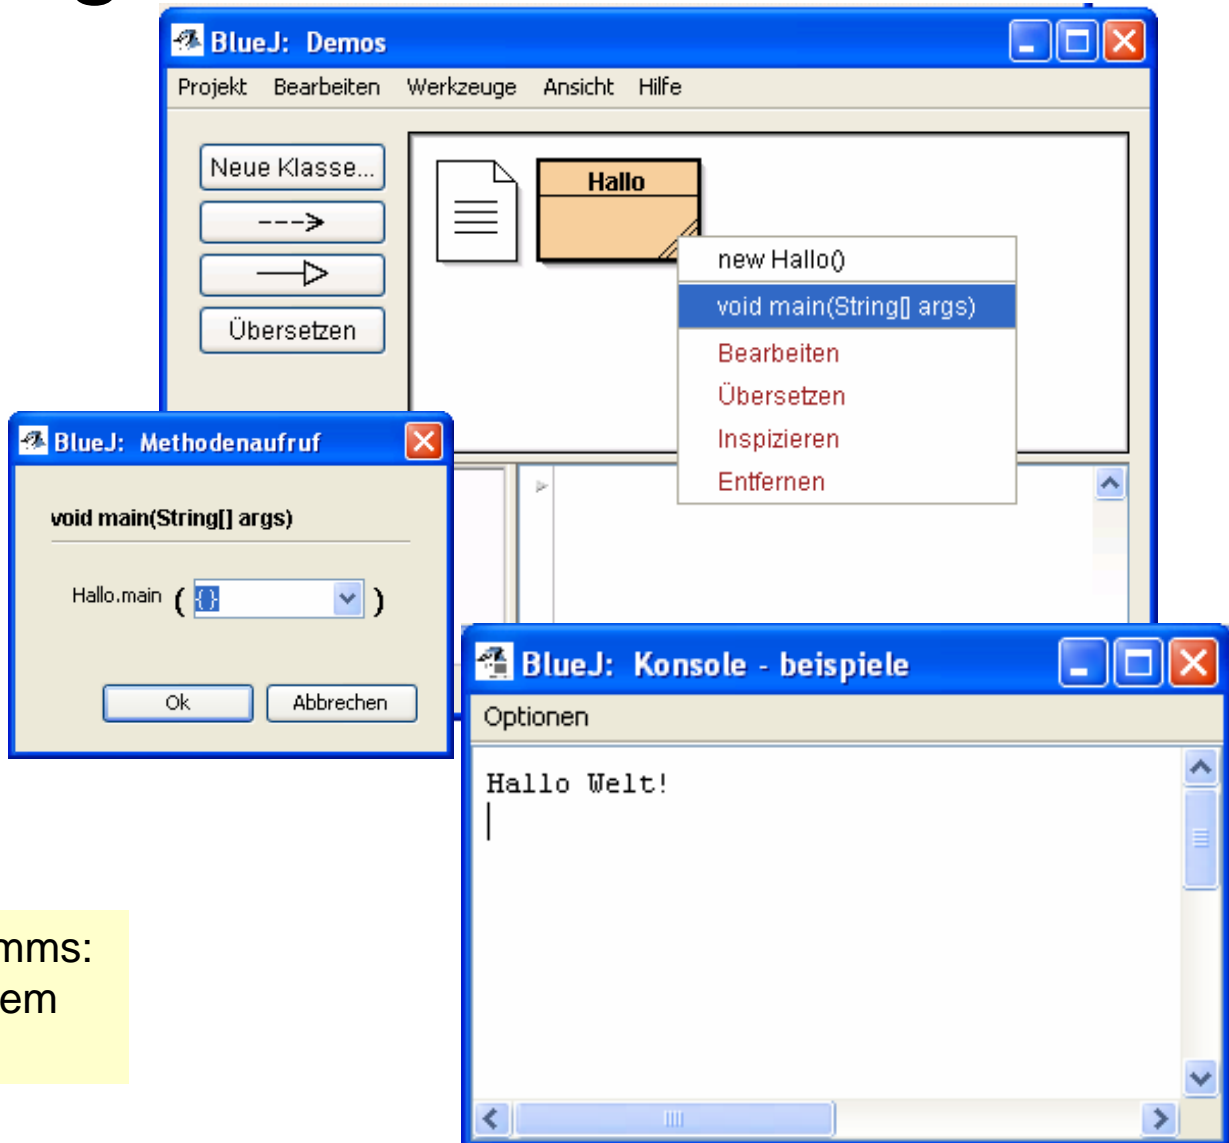 g
BlueJ: Demos
Projekt Bearbeiten Werkzeuge Ansicht Hilfe
Neue Klasse...
Übersetzen
Hallo
new Hallo()
void main(String[] args)
Bearbeiten
Übersetzen
Inspizieren
Entfernen
BlueJ: Methodenaufruf
void main(String[] args)
Hallo.main ( {} )
Ok Abbrechen
BlueJ: Konsole - beispiele
Optionen
Hallo Welt!
mms:
em